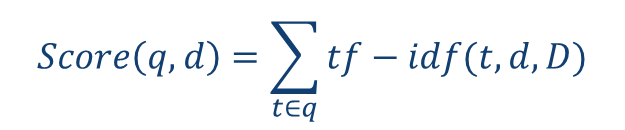 Score(q, d) = ∑ tf − idf(t, d, D)
t∈q